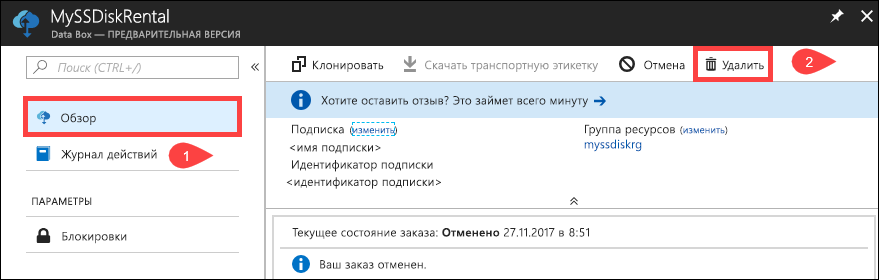 MySSDiskRental
Data Box — ПРЕДВАРИТЕЛЬНАЯ ВЕРСИЯ
Поиск (CTRL+/)
Обзор
Журнал действий
1
ПАРАМЕТРЫ
Блокировки
Клонировать Скачать транспортную этикетку Отмена Удалить 2
Хотите оставить отзыв? Это займет всего минуту →
Подписка (изменить) Группа ресурсов (изменить)
<имя подписки> myssdiskrg
Идентификатор подписки
<идентификатор подписки>
Текущее состояние заказа: Отменено 27.11.2017 в 8:51
Ваш заказ отменен.